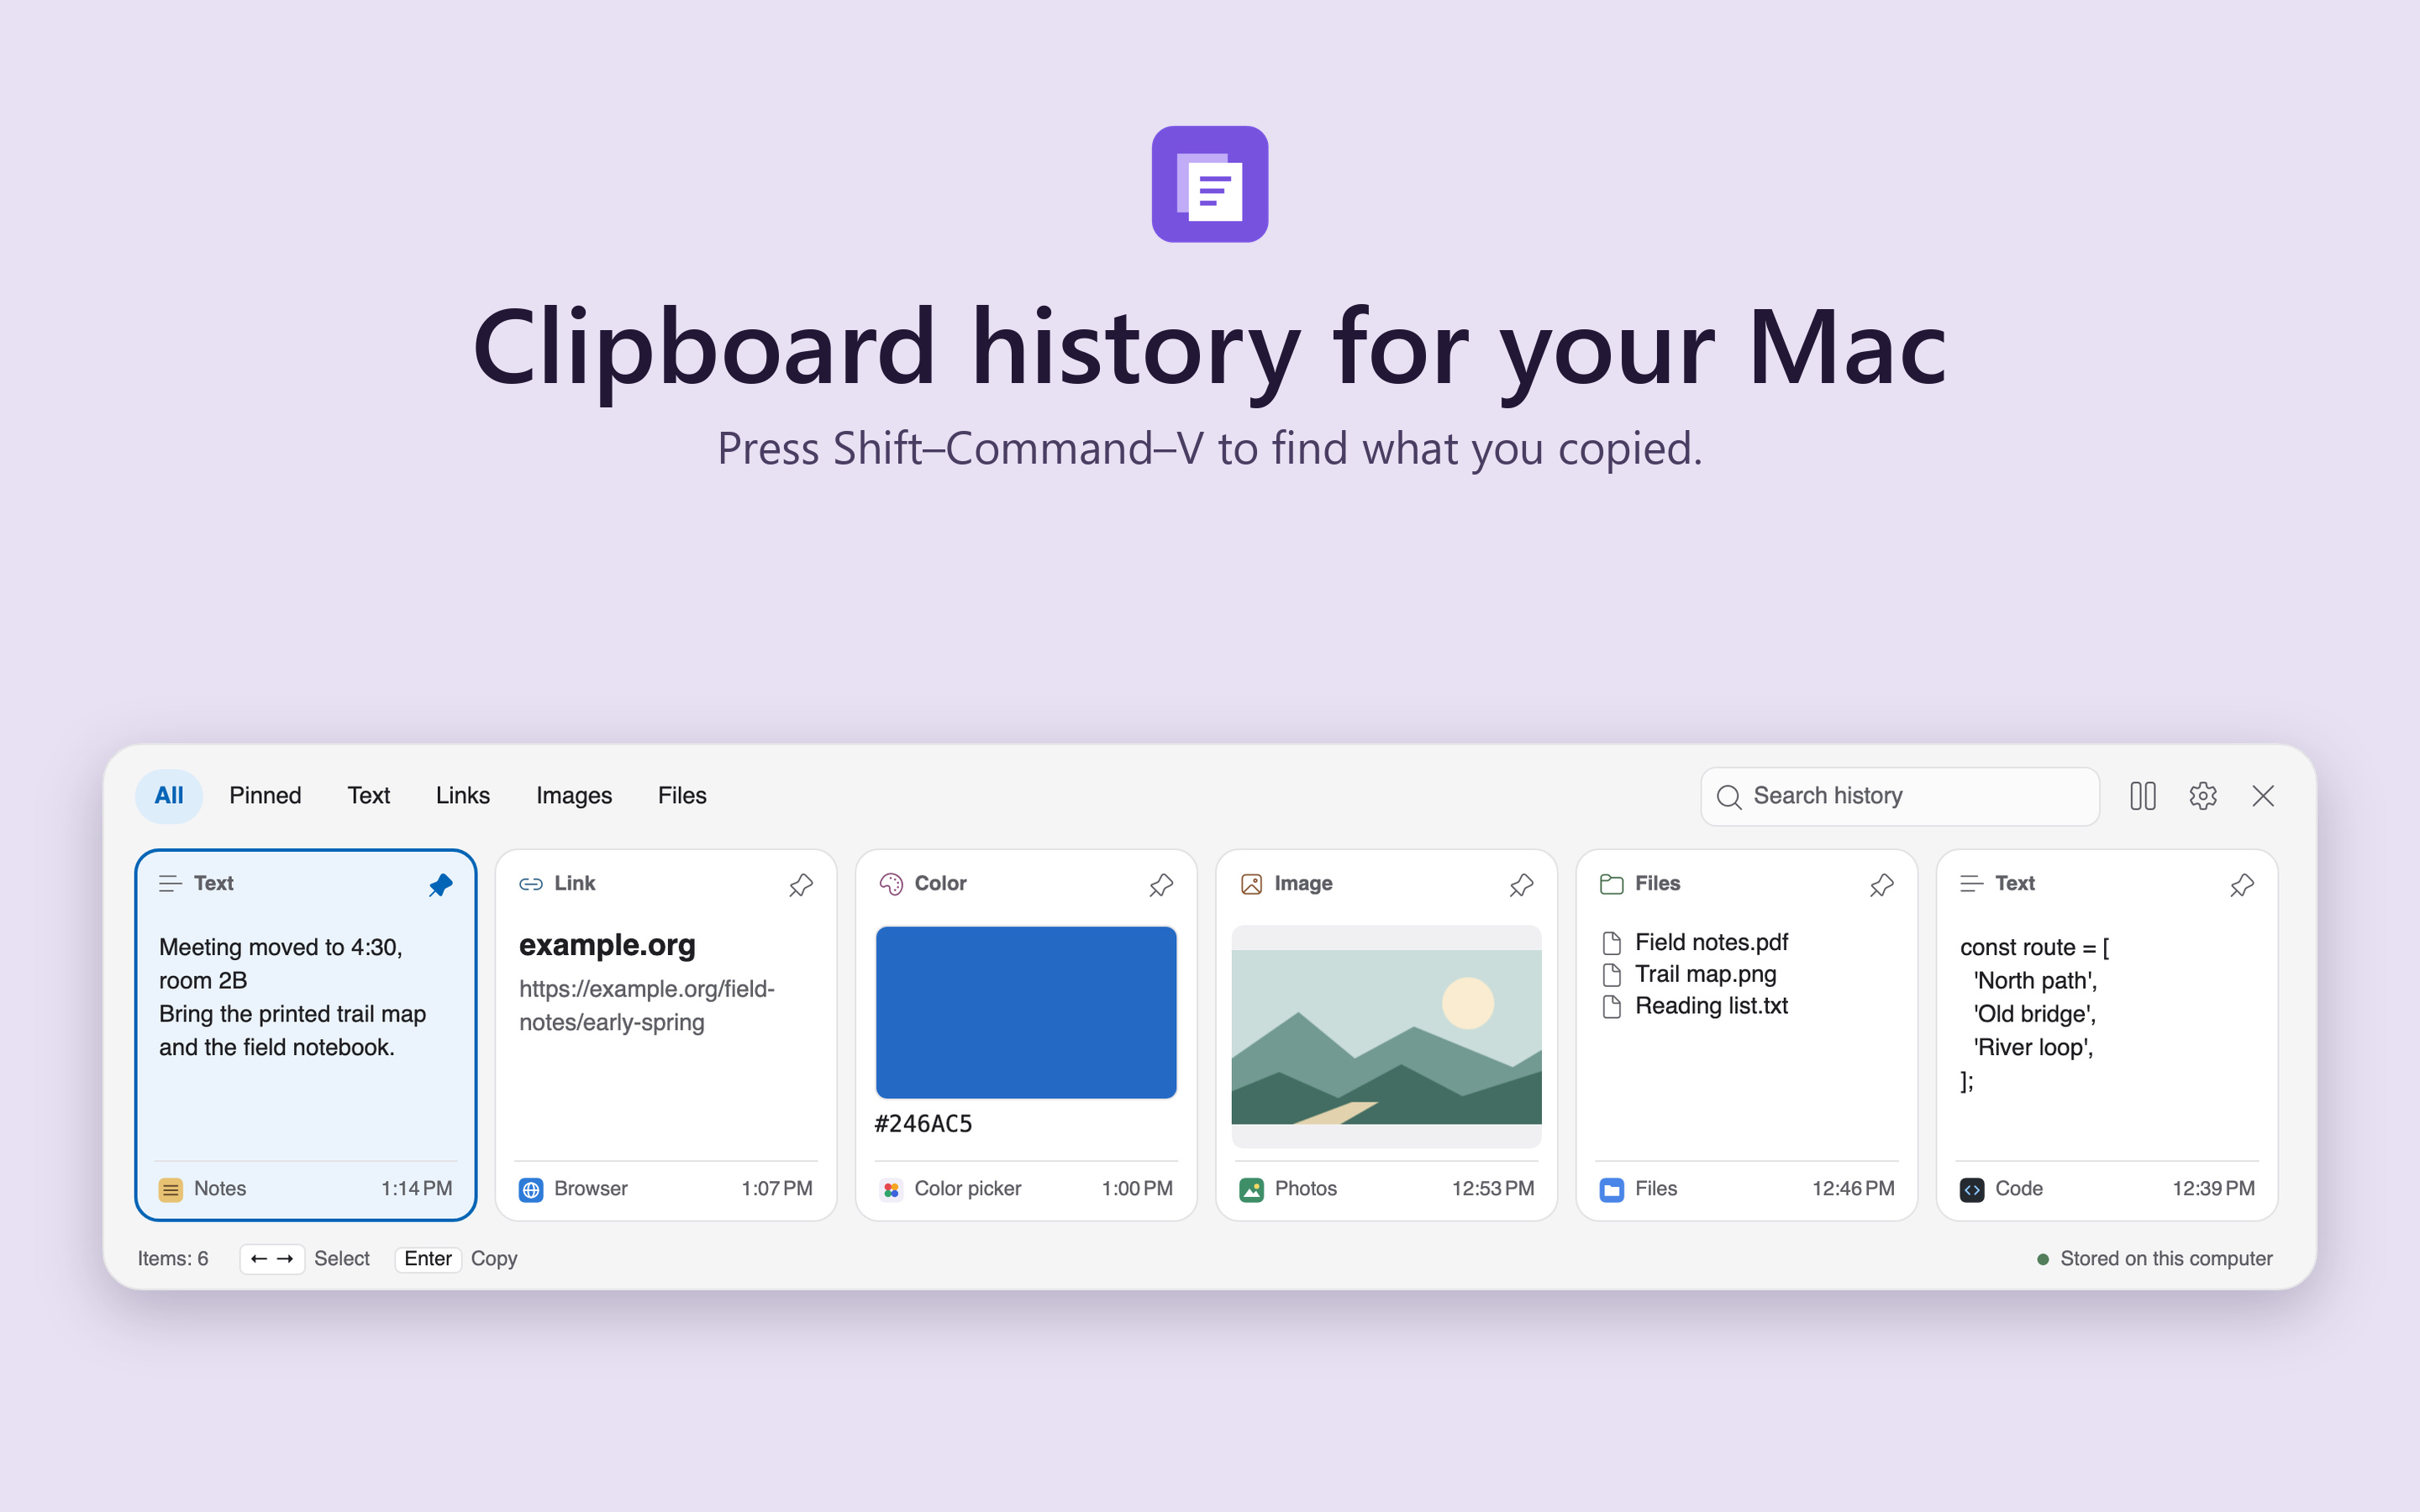 Clipboard history for your Mac
Press Shift–Command–V to find what you copied.
All Pinned Text Links Images Files Search history
Text
Meeting moved to 4:30,
room 2B
Bring the printed trail map
and the field notebook.
Notes 1:14 PM
Link
example.org
https://example.org/field-
notes/early-spring
Browser 1:07 PM
Color
#246AC5
Color picker 1:00 PM
Image
Photos 12:53 PM
Files
Field notes.pdf
Trail map.png
Reading list.txt
Files 12:46 PM
Text
const route = [
'North path',
'Old bridge',
'River loop',
];
Code 12:39 PM
Items: 6 ← → Select Enter Copy Stored on this computer